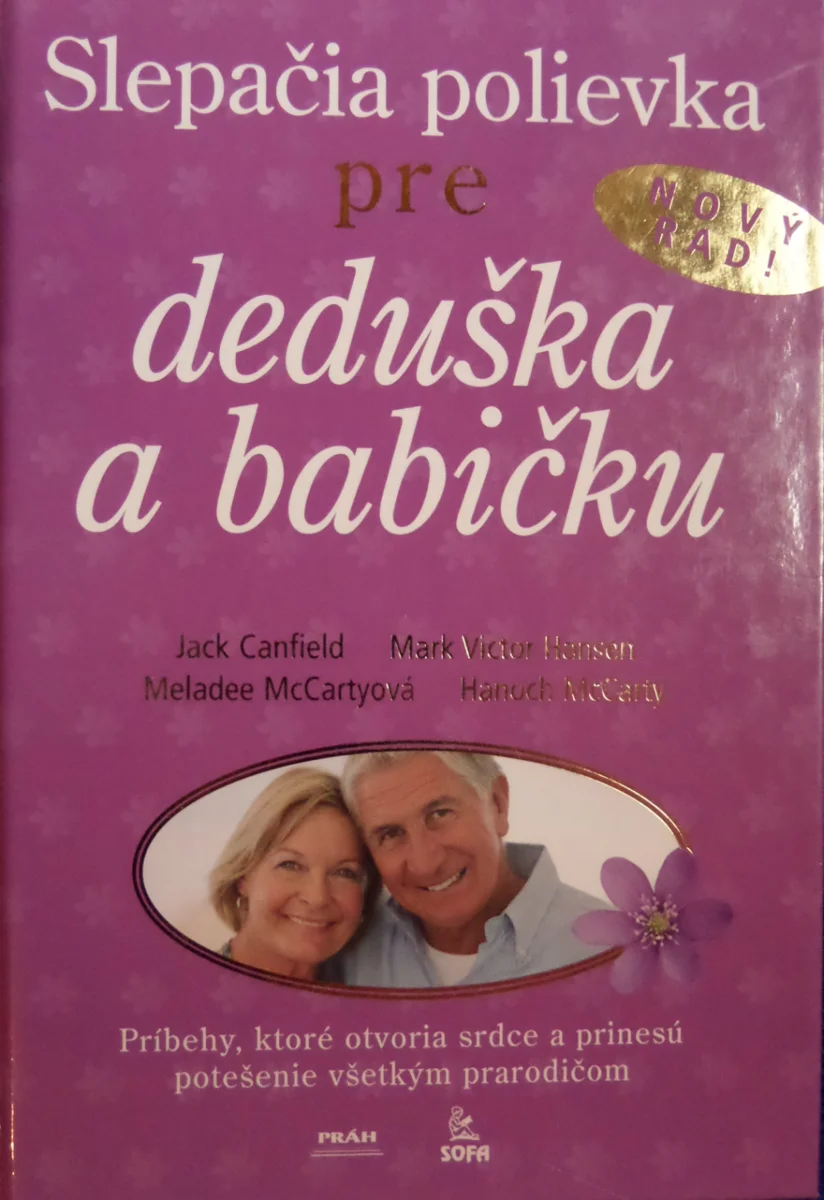 Slepačia polievka
pre
NOVÝ
RAD!
deduška
a babičku
Jack Canfield Mark Victor Hansen
Meladee McCartyová Hanoch McCarty
Príbehy, ktoré otvoria srdce a prinesú
potešenie všetkým prarodičom
PRÁH
SOFA